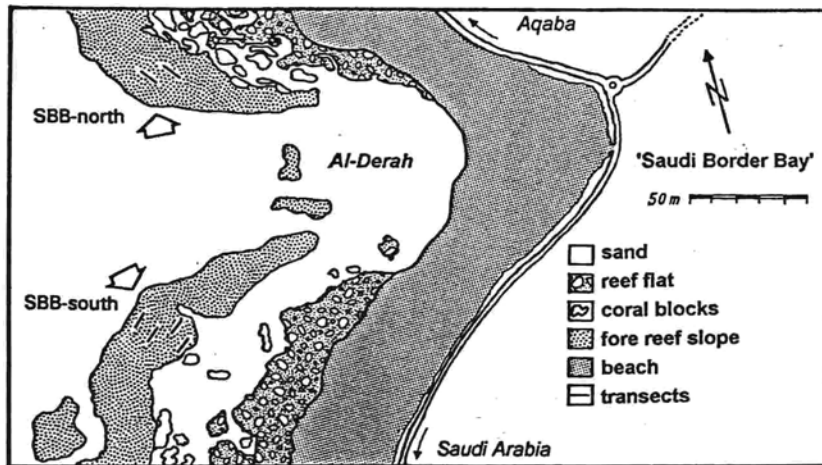 Aqaba
SBB-north
Al-Derah
N
'Saudi Border Bay'
50 m
sand
reef flat
coral blocks
SBB-south
fore reef slope
beach
transects
Saudi Arabia